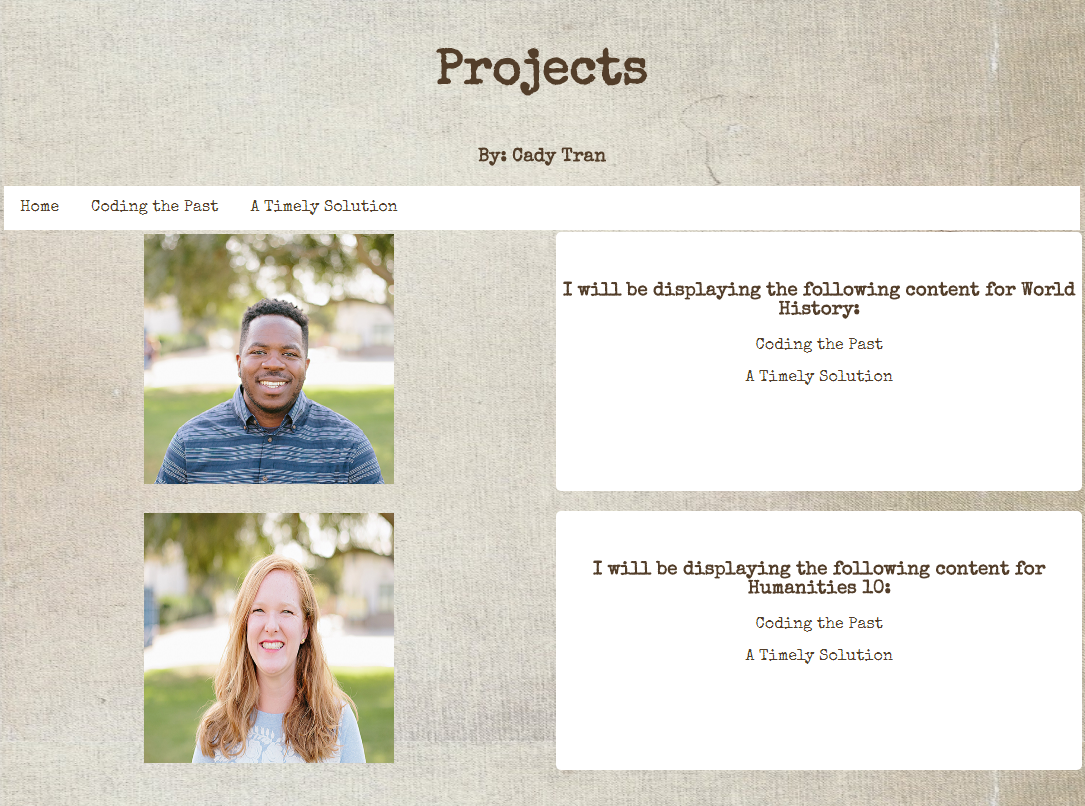 Projects
By: Cady Tran
Home Coding the Past A Timely Solution
I will be displaying the following content for World
History:
Coding the Past
A Timely Solution
I will be displaying the following content for
Humanities 10:
Coding the Past
A Timely Solution